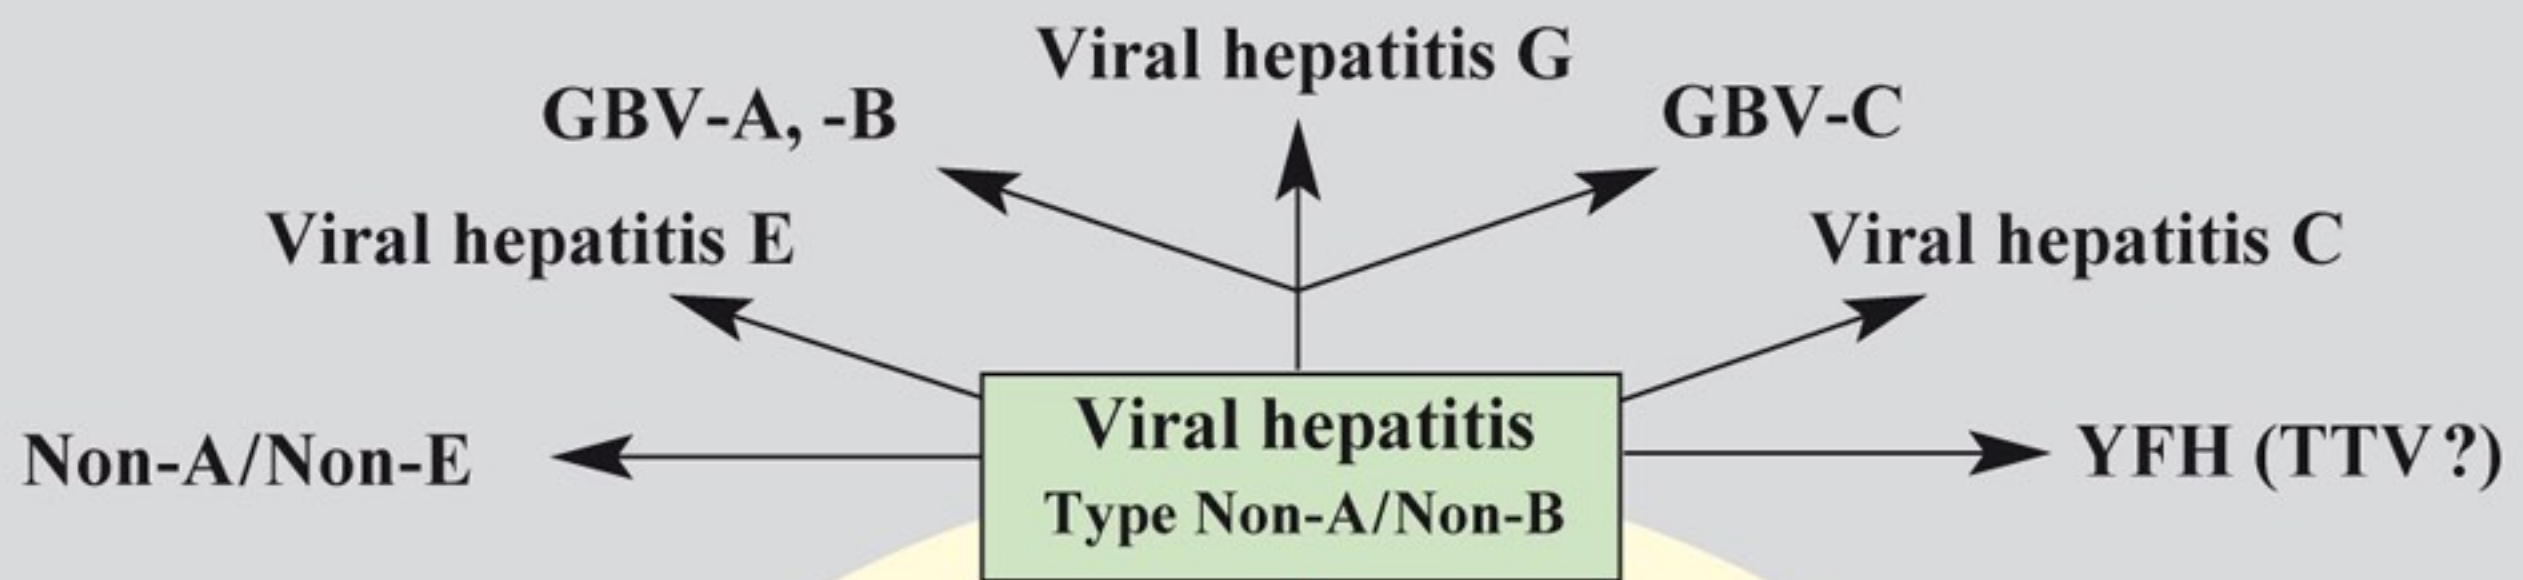 Viral hepatitis G
GBV-A, -B
GBV-C
Viral hepatitis E
Viral hepatitis C
Non-A/Non-E
Viral hepatitis
Type Non-A/Non-B
YFH (TTV?)